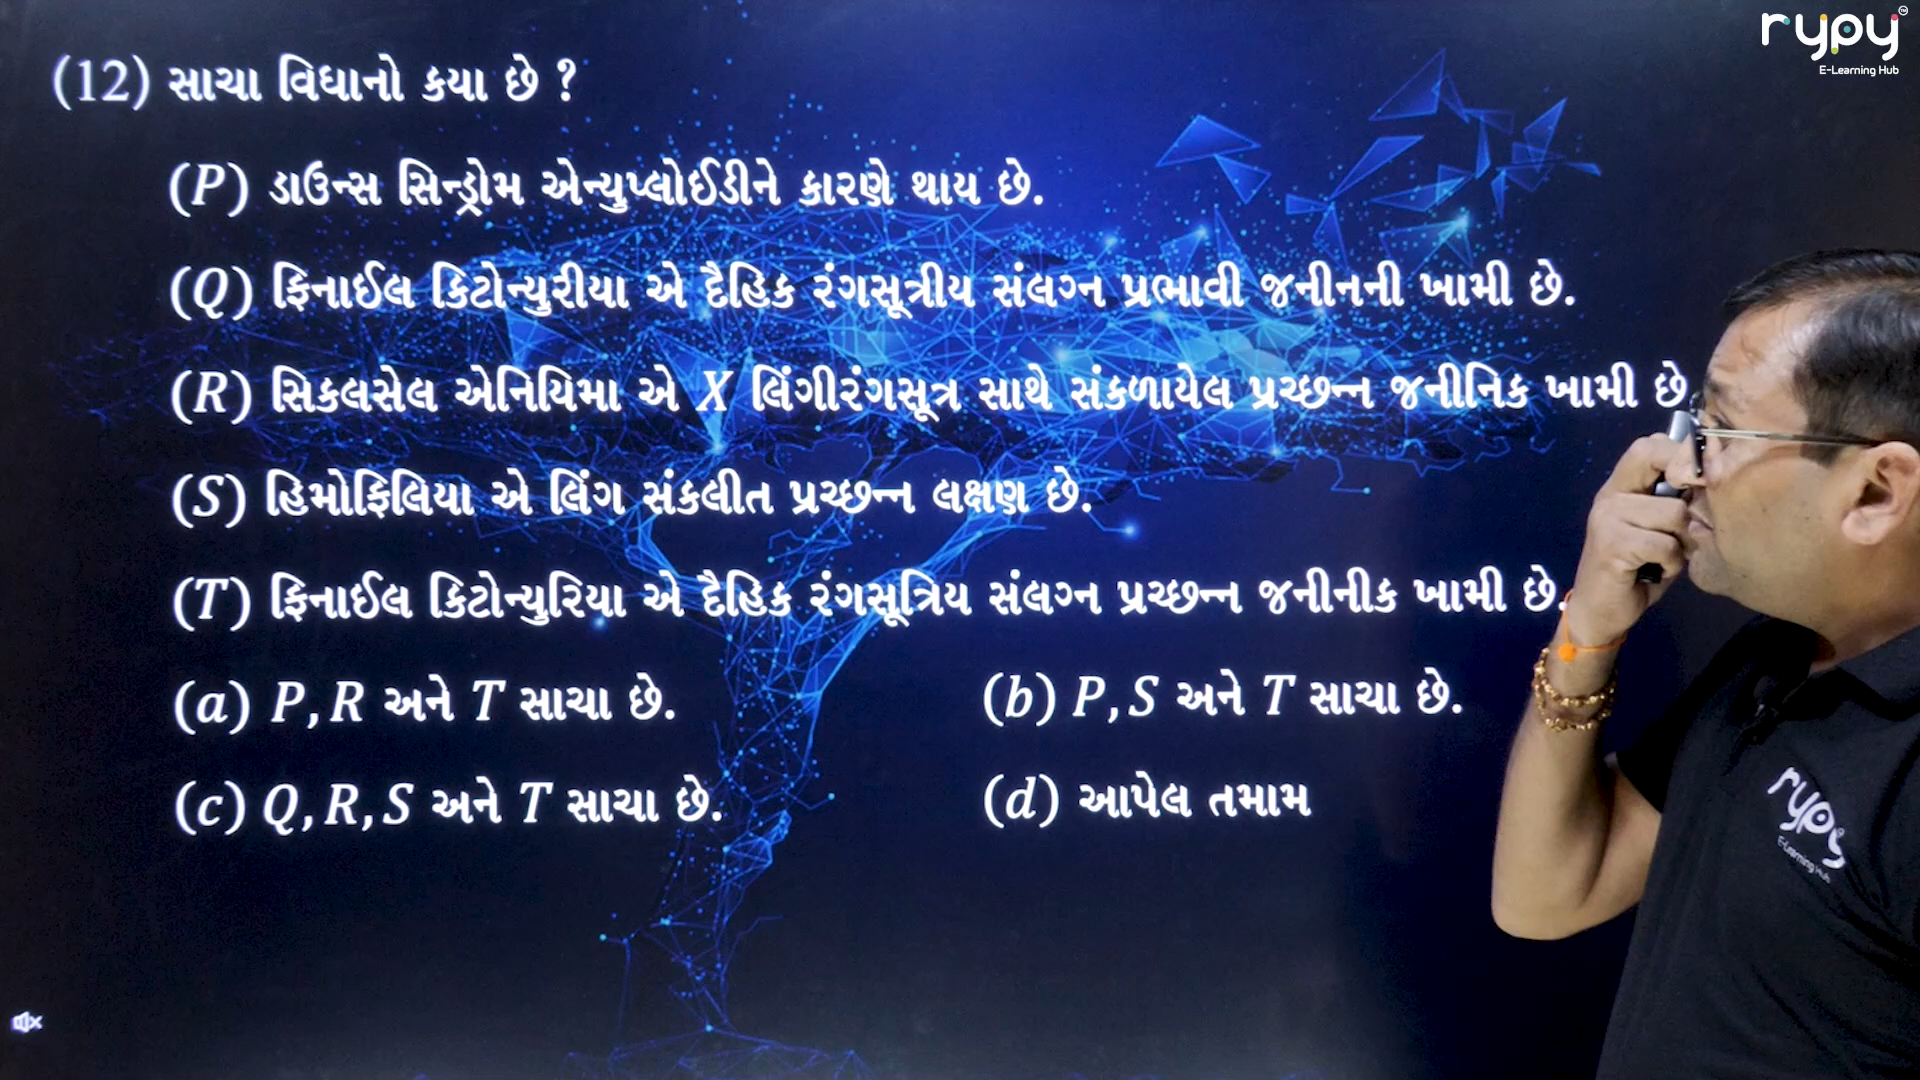 rypy
E-Learning Hub
(12) સાચા વિધાનો કયા છે ?
(P) ડાઉન્સ સિન્ડ્રોમ એન્યુપ્લોઈડીને કારણે થાય છે.
(Q) ફિનાઈલ કિટોન્યુરીયા એ દૈહિક રંગસૂત્રીય સંલગ્ન પ્રભાવી જનીનની ખામી છે.
(R) સિકલસેલ એનિયિમા એ X લિંગીરંગસૂત્ર સાથે સંકળાયેલ પ્રચ્છન્ન જનીનિક ખામી છે
(S) હિમોફિલિયા એ લિંગ સંકલીત પ્રચ્છન્ન લક્ષણ છે.
(T) ફિનાઈલ કિટોન્યુરિયા એ દૈહિક રંગસૂત્રિય સંલગ્ન પ્રચ્છન્ન જનીનીક ખામી છે.
(a) P, R અને T સાચા છે.
(b) P, S અને T સાચા છે.
(c) Q, R, S અને T સાચા છે.
(d) આપેલ તમામ
rypy
E-Learning Hub